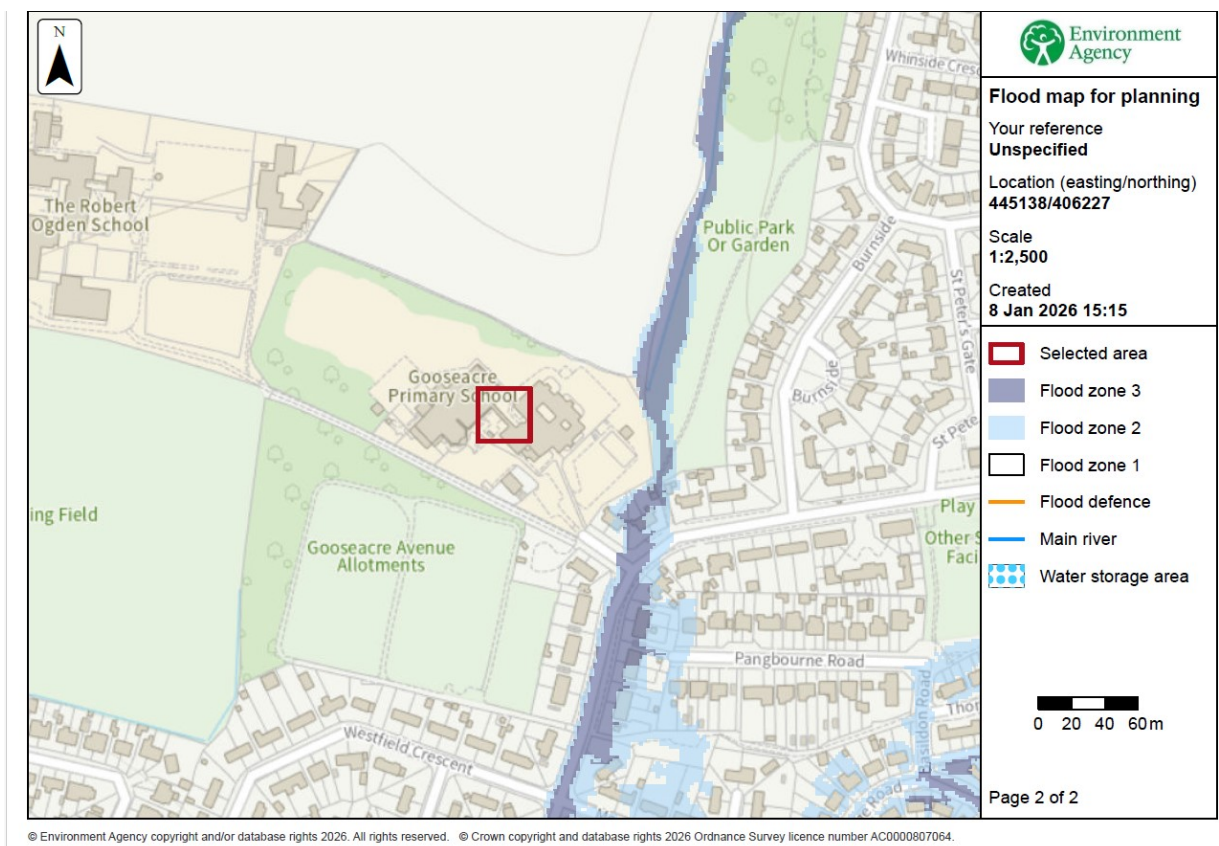 N
Whinside Cresc
The Robert
Ogden School
Public Park
Or Garden
Burnside
St Peter's Gate
Gooseacre
Primary School
Burnside
St Pete
ing Field
Play
Other S
Faci
Gooseacre Avenue
Allotments
Pangbourne Road
Basildon Road
Thor
Westfield Crescent
Road
Environment
Agency
Flood map for planning
Your reference
Unspecified
Location (easting/northing)
445138/406227
Scale
1:2,500
Created
8 Jan 2026 15:15
Selected area
Flood zone 3
Flood zone 2
Flood zone 1
Flood defence
Main river
Water storage area
0 20 40 60m
Page 2 of 2
© Environment Agency copyright and/or database rights 2026. All rights reserved. © Crown copyright and database rights 2026 Ordnance Survey licence number AC0000807064.